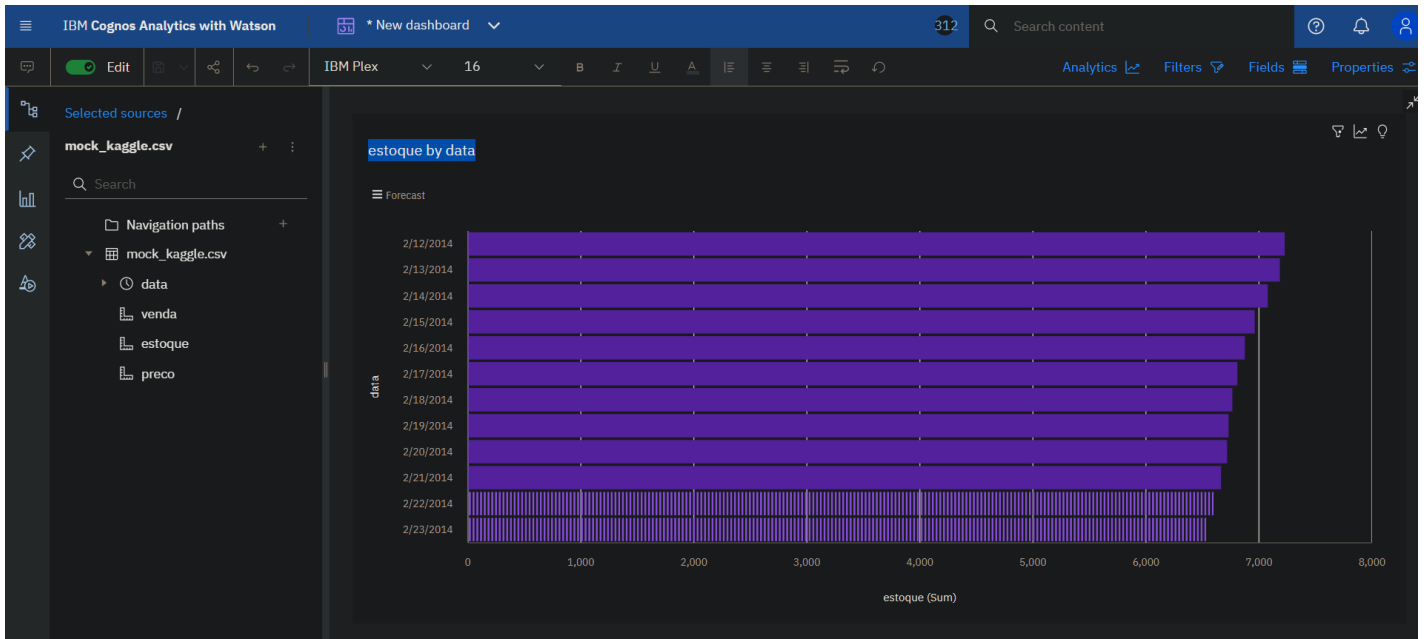 IBM Cognos Analytics with Watson
* New dashboard
312
Search content
Edit
IBM Plex
16
B
I
U
A
Analytics
Filters
Fields
Properties
Selected sources /
mock_kaggle.csv
Search
Navigation paths
mock_kaggle.csv
data
venda
estoque
preco
estoque by data
Forecast
data
2/12/2014
2/13/2014
2/14/2014
2/15/2014
2/16/2014
2/17/2014
2/18/2014
2/19/2014
2/20/2014
2/21/2014
2/22/2014
2/23/2014
0 1,000 2,000 3,000 4,000 5,000 6,000 7,000 8,000
estoque (Sum)